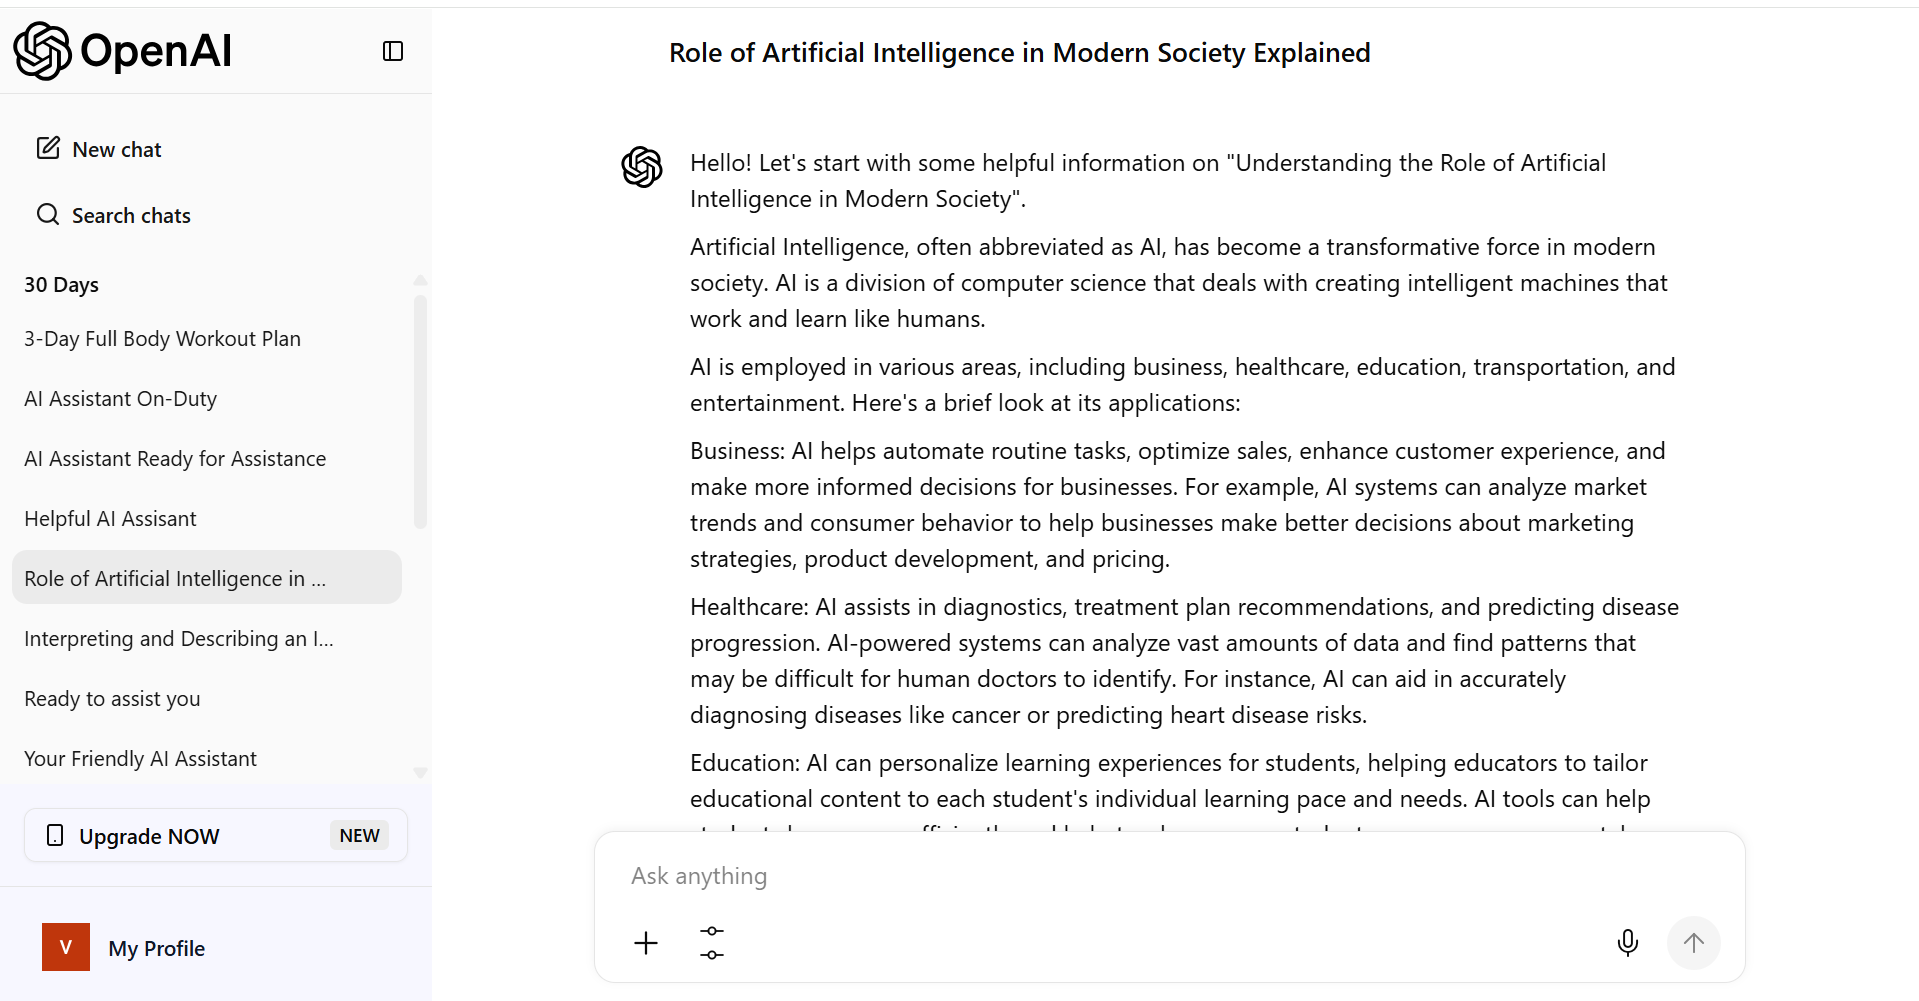 OpenAI
New chat
Search chats
30 Days
3-Day Full Body Workout Plan
AI Assistant On-Duty
AI Assistant Ready for Assistance
Helpful AI Assisant
Role of Artificial Intelligence in ...
Interpreting and Describing an I...
Ready to assist you
Your Friendly AI Assistant
Upgrade NOW NEW
V My Profile
Role of Artificial Intelligence in Modern Society Explained
Hello! Let's start with some helpful information on "Understanding the Role of Artificial
Intelligence in Modern Society".
Artificial Intelligence, often abbreviated as AI, has become a transformative force in modern
society. AI is a division of computer science that deals with creating intelligent machines that
work and learn like humans.
AI is employed in various areas, including business, healthcare, education, transportation, and
entertainment. Here's a brief look at its applications:
Business: AI helps automate routine tasks, optimize sales, enhance customer experience, and
make more informed decisions for businesses. For example, AI systems can analyze market
trends and consumer behavior to help businesses make better decisions about marketing
strategies, product development, and pricing.
Healthcare: AI assists in diagnostics, treatment plan recommendations, and predicting disease
progression. AI-powered systems can analyze vast amounts of data and find patterns that
may be difficult for human doctors to identify. For instance, AI can aid in accurately
diagnosing diseases like cancer or predicting heart disease risks.
Education: AI can personalize learning experiences for students, helping educators to tailor
educational content to each student's individual learning pace and needs. AI tools can help
Ask anything